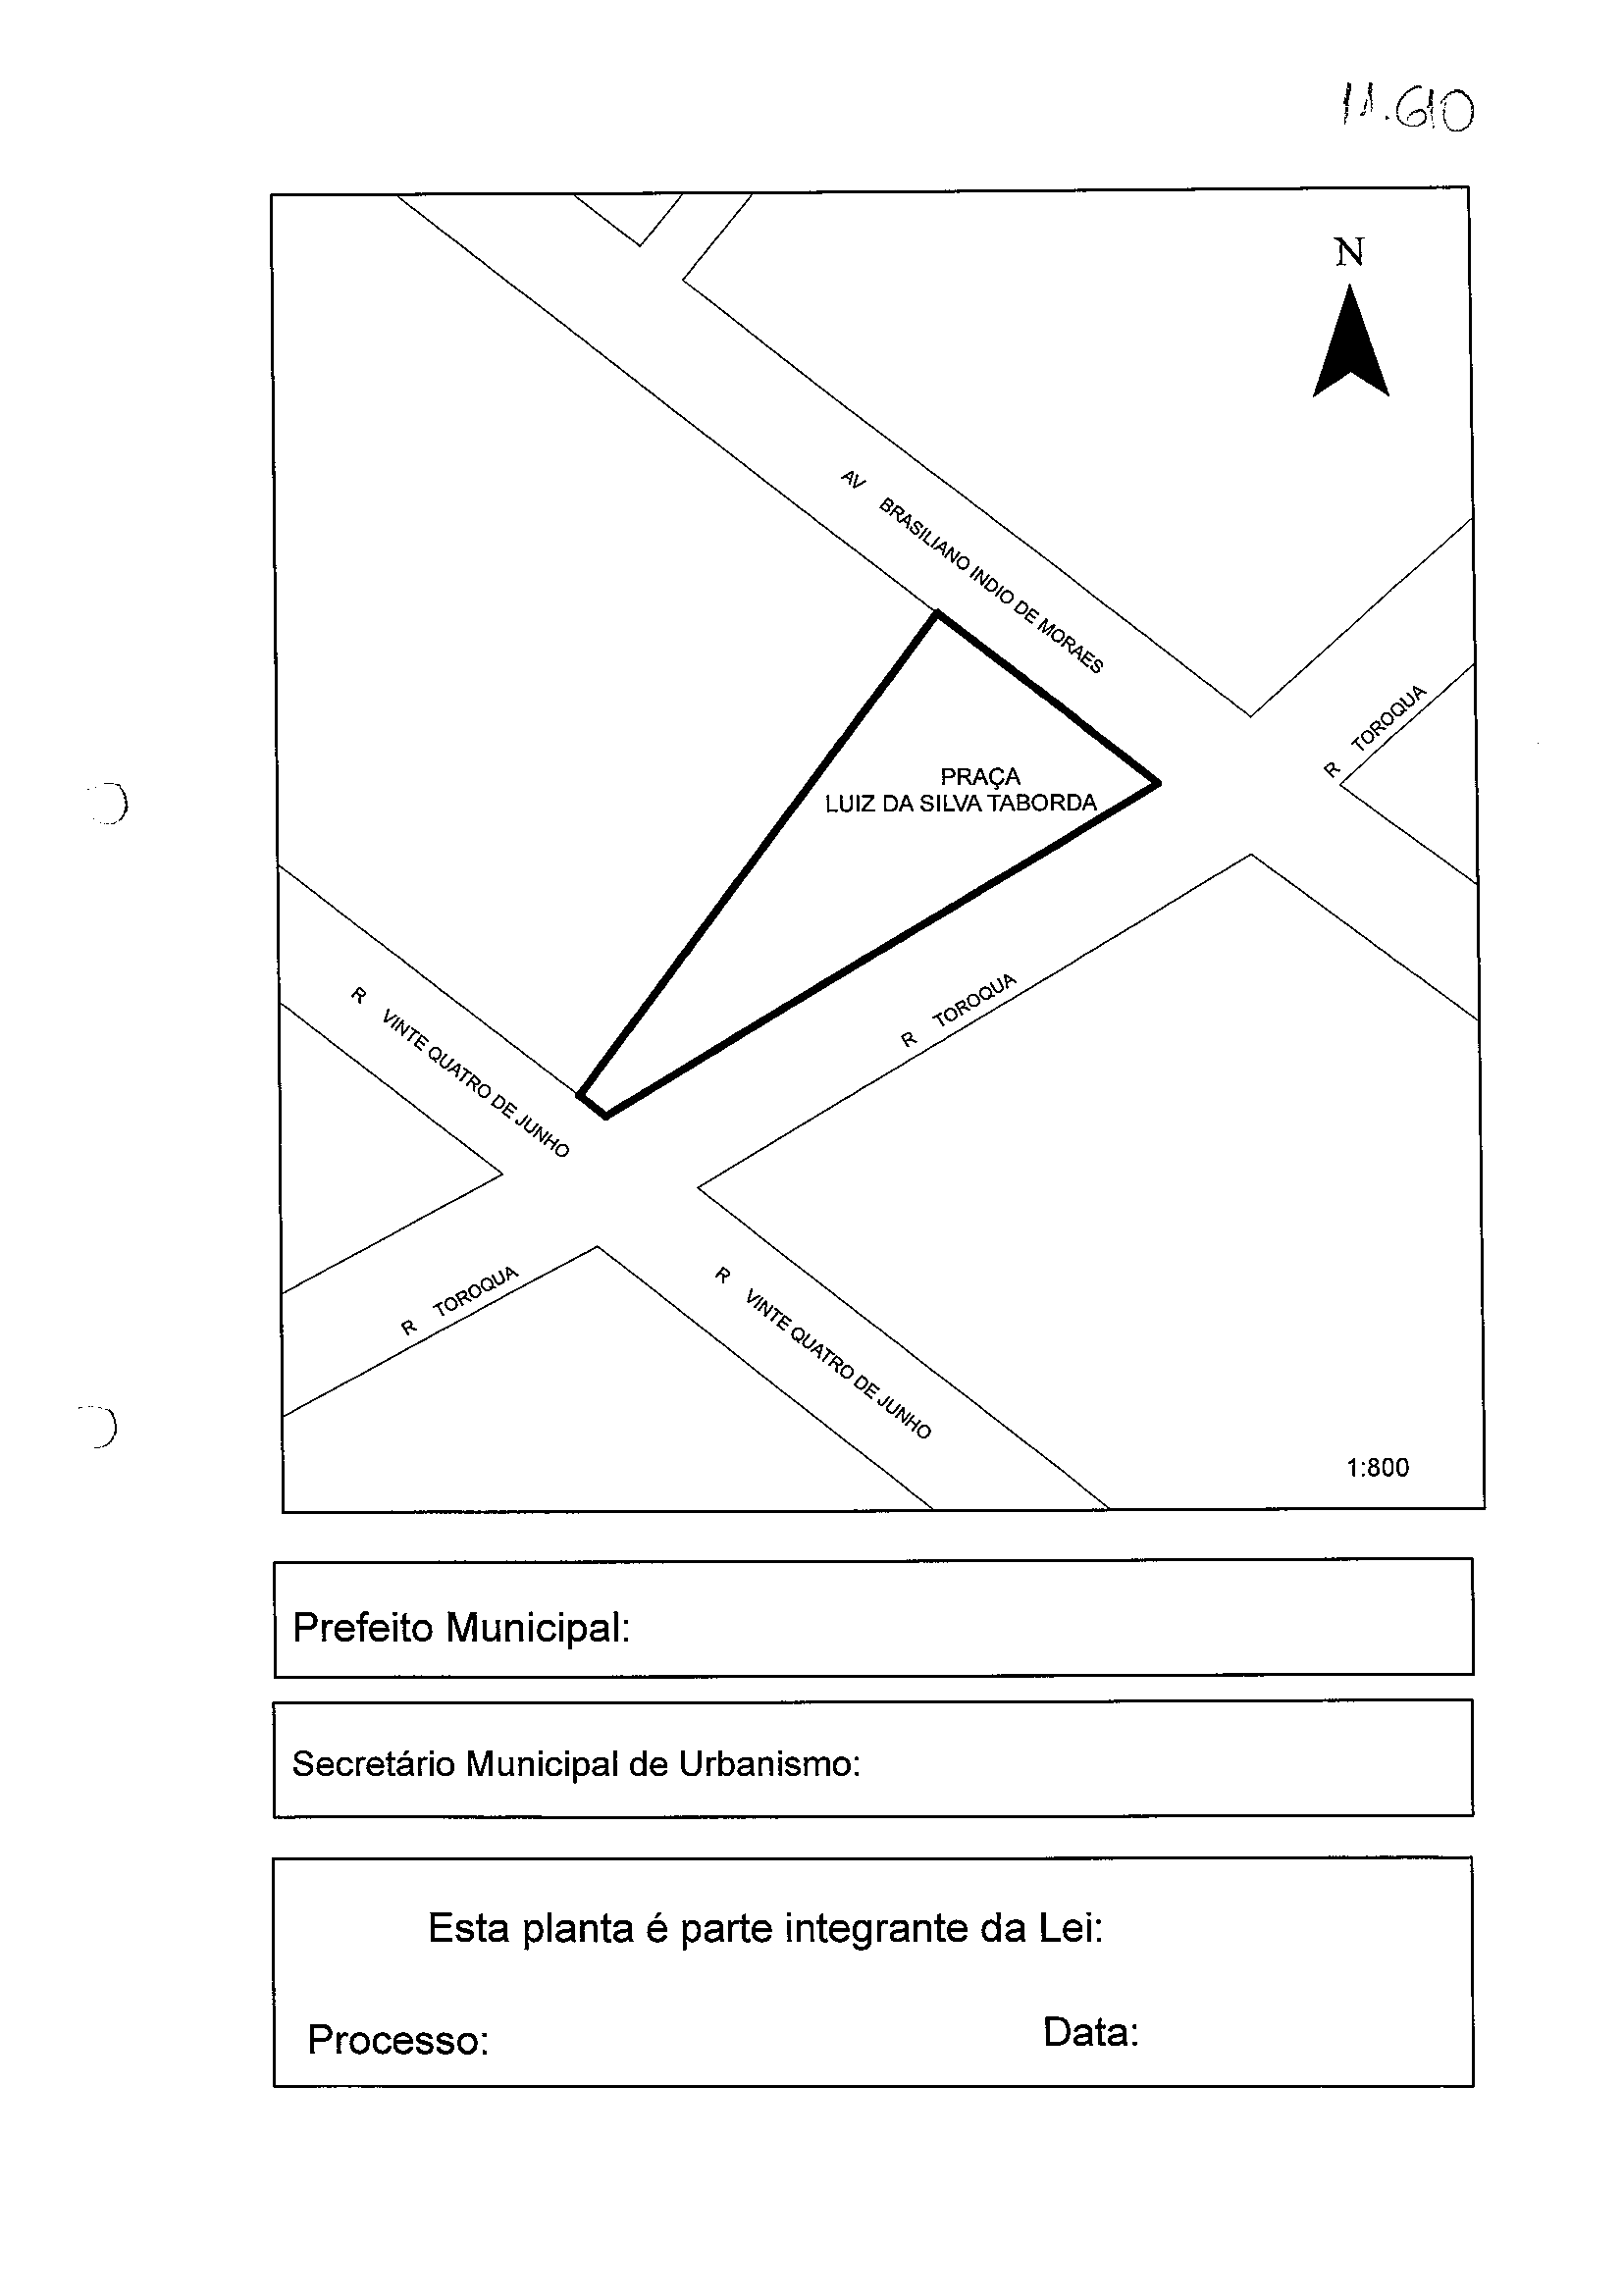 11.610
N
AV BRASILIANO INDIO DE MORAES
R TOROQUA
PRAÇA
LUIZ DA SILVA TABORDA
R TOROQUA
R VINTE QUATRO DE JUNHO
R TOROQUA
R VINTE QUATRO DE JUNHO
1:800
Prefeito Municipal:
Secretário Municipal de Urbanismo:
Esta planta é parte integrante da Lei:
Processo:
Data: